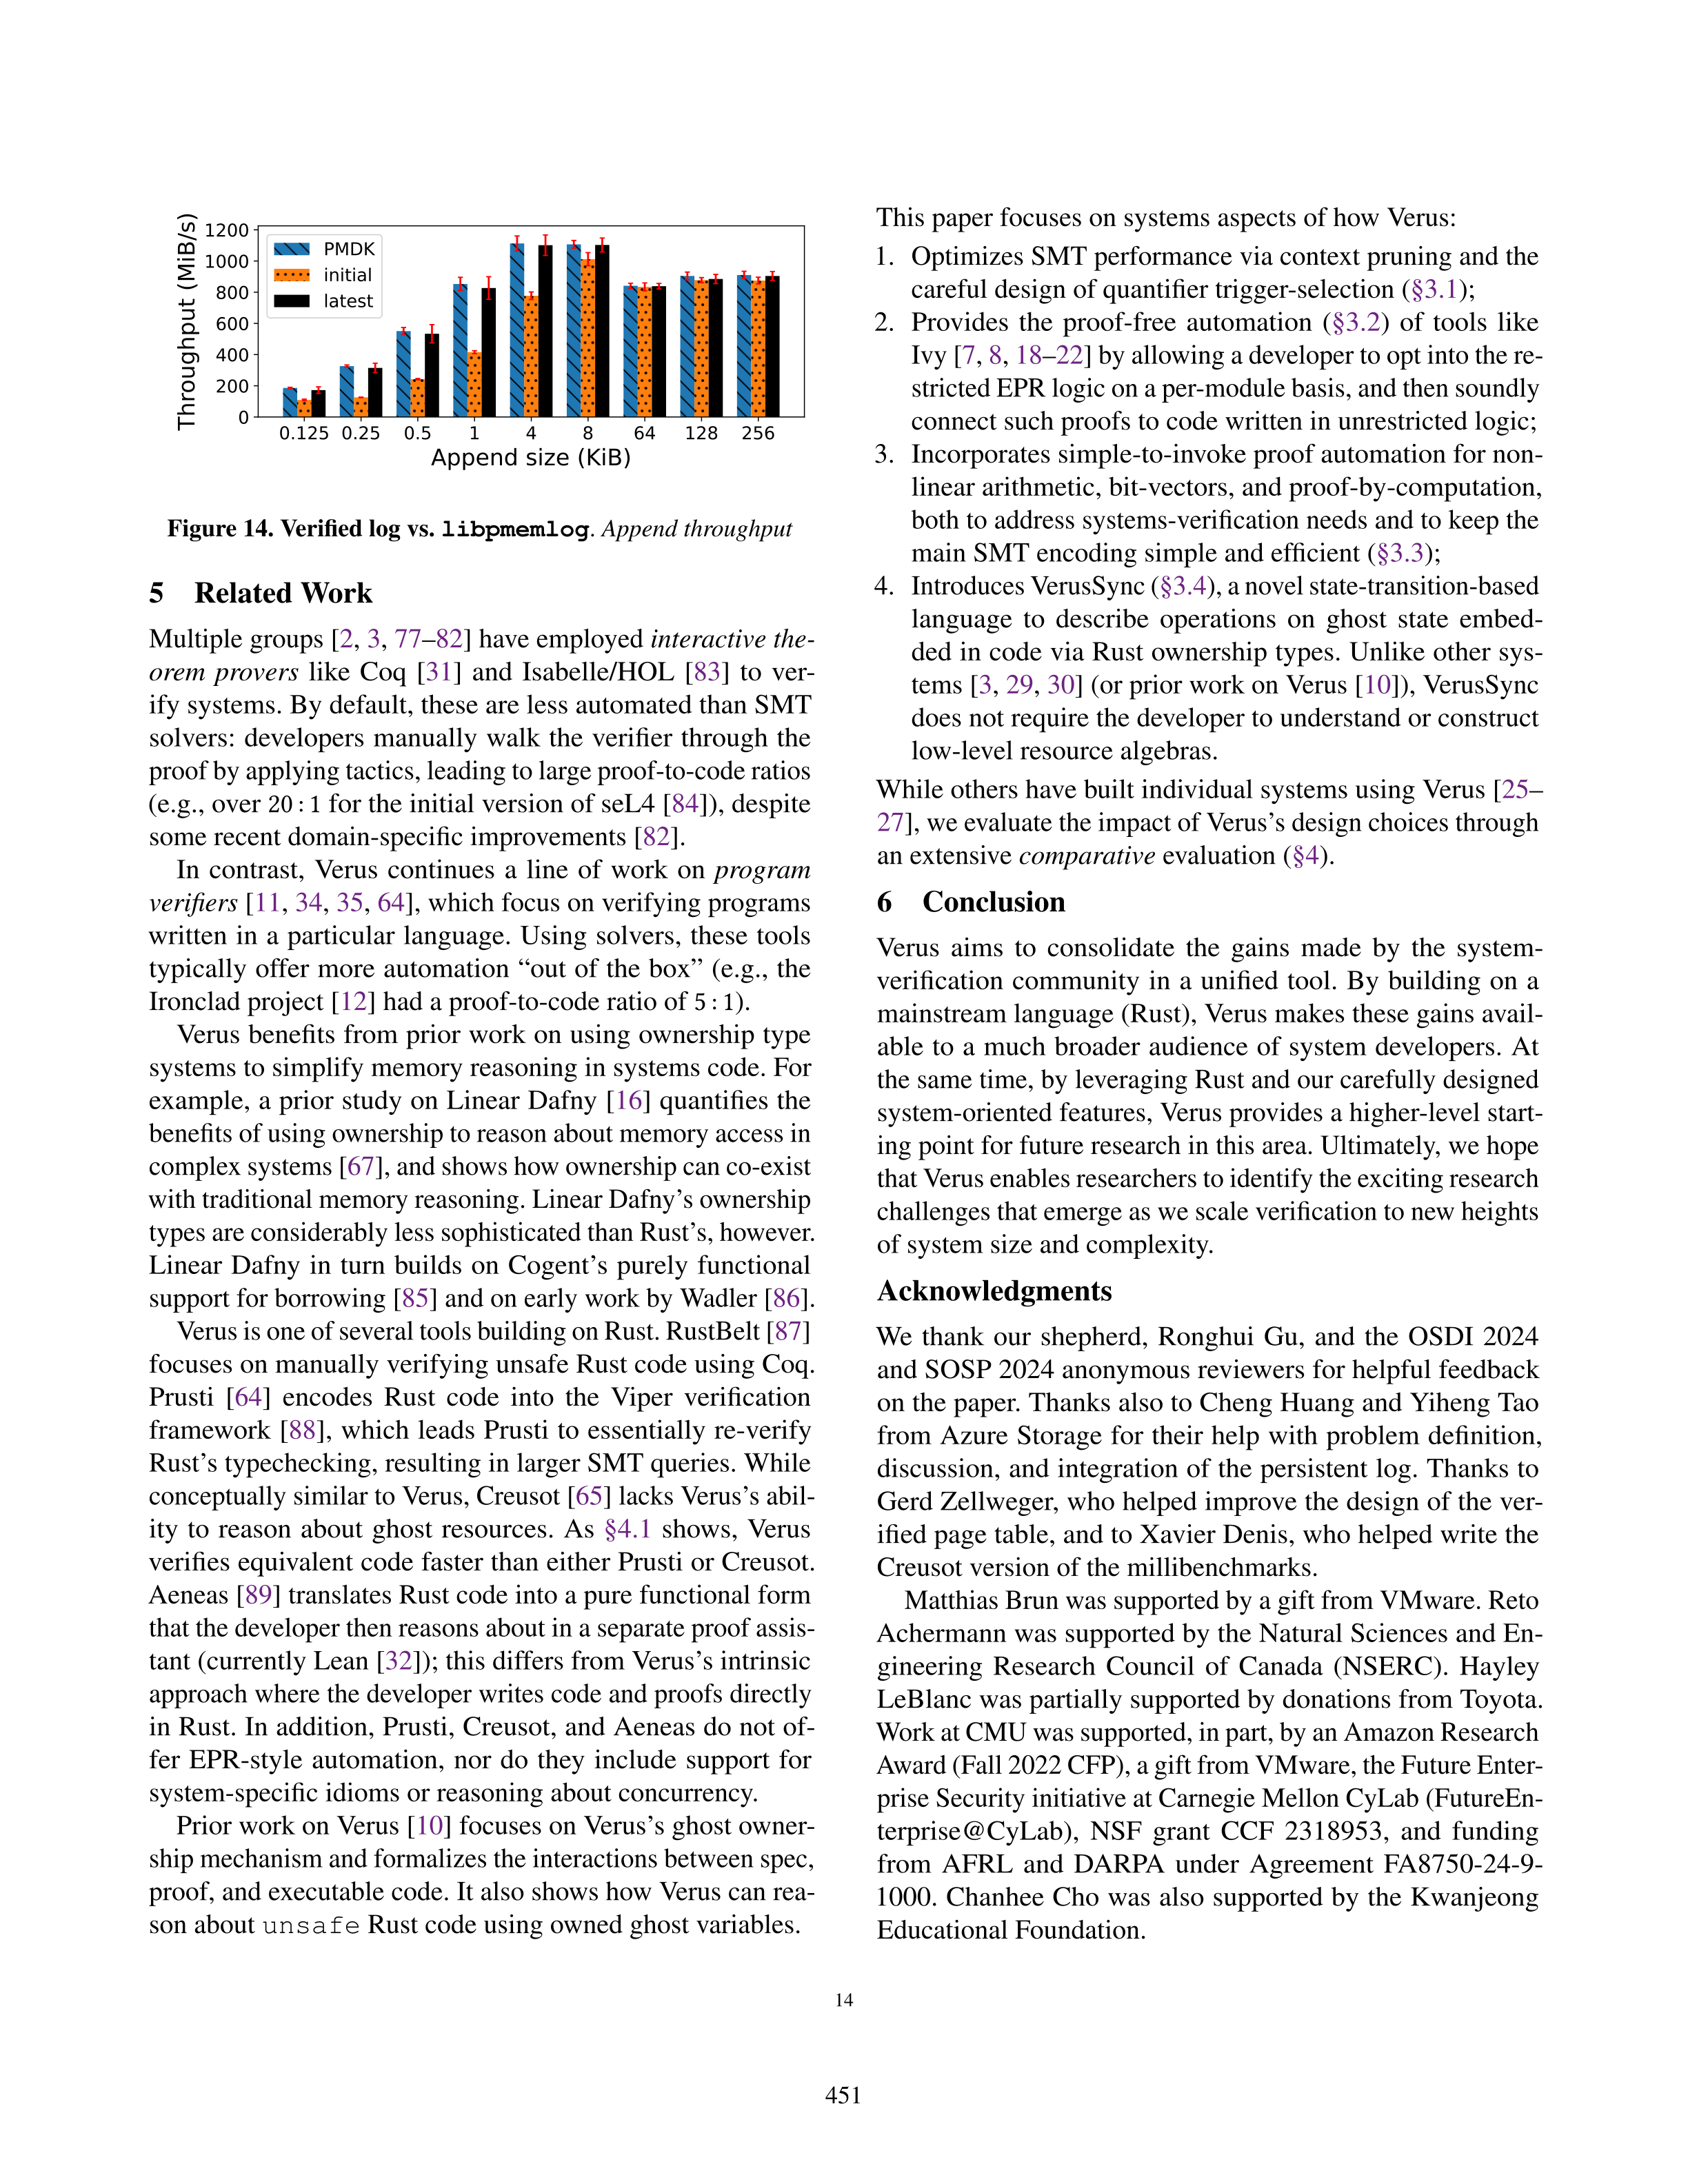 1200
1000
800
600
400
200
0
Throughput (MiB/s)
PMDK
initial
latest
0.125 0.25 0.5 1 4 8 64 128 256
Append size (KiB)
Figure 14. Verified log vs. libpmemlog. Append throughput
5 Related Work
Multiple groups [2, 3, 77–82] have employed interactive the-
orem provers like Coq [31] and Isabelle/HOL [83] to ver-
ify systems. By default, these are less automated than SMT
solvers: developers manually walk the verifier through the
proof by applying tactics, leading to large proof-to-code ratios
(e.g., over 20 : 1 for the initial version of seL4 [84]), despite
some recent domain-specific improvements [82].
In contrast, Verus continues a line of work on program
verifiers [11, 34, 35, 64], which focus on verifying programs
written in a particular language. Using solvers, these tools
typically offer more automation “out of the box” (e.g., the
Ironclad project [12] had a proof-to-code ratio of 5 : 1).
Verus benefits from prior work on using ownership type
systems to simplify memory reasoning in systems code. For
example, a prior study on Linear Dafny [16] quantifies the
benefits of using ownership to reason about memory access in
complex systems [67], and shows how ownership can co-exist
with traditional memory reasoning. Linear Dafny’s ownership
types are considerably less sophisticated than Rust’s, however.
Linear Dafny in turn builds on Cogent’s purely functional
support for borrowing [85] and on early work by Wadler [86].
Verus is one of several tools building on Rust. RustBelt [87]
focuses on manually verifying unsafe Rust code using Coq.
Prusti [64] encodes Rust code into the Viper verification
framework [88], which leads Prusti to essentially re-verify
Rust’s typechecking, resulting in larger SMT queries. While
conceptually similar to Verus, Creusot [65] lacks Verus’s abil-
ity to reason about ghost resources. As §4.1 shows, Verus
verifies equivalent code faster than either Prusti or Creusot.
Aeneas [89] translates Rust code into a pure functional form
that the developer then reasons about in a separate proof assis-
tant (currently Lean [32]); this differs from Verus’s intrinsic
approach where the developer writes code and proofs directly
in Rust. In addition, Prusti, Creusot, and Aeneas do not of-
fer EPR-style automation, nor do they include support for
system-specific idioms or reasoning about concurrency.
Prior work on Verus [10] focuses on Verus’s ghost owner-
ship mechanism and formalizes the interactions between spec,
proof, and executable code. It also shows how Verus can rea-
son about unsafe Rust code using owned ghost variables.
This paper focuses on systems aspects of how Verus:
1. Optimizes SMT performance via context pruning and the
careful design of quantifier trigger-selection (§3.1);
2. Provides the proof-free automation (§3.2) of tools like
Ivy [7, 8, 18–22] by allowing a developer to opt into the re-
stricted EPR logic on a per-module basis, and then soundly
connect such proofs to code written in unrestricted logic;
3. Incorporates simple-to-invoke proof automation for non-
linear arithmetic, bit-vectors, and proof-by-computation,
both to address systems-verification needs and to keep the
main SMT encoding simple and efficient (§3.3);
4. Introduces VerusSync (§3.4), a novel state-transition-based
language to describe operations on ghost state embed-
ded in code via Rust ownership types. Unlike other sys-
tems [3, 29, 30] (or prior work on Verus [10]), VerusSync
does not require the developer to understand or construct
low-level resource algebras.
While others have built individual systems using Verus [25–
27], we evaluate the impact of Verus’s design choices through
an extensive comparative evaluation (§4).
6 Conclusion
Verus aims to consolidate the gains made by the system-
verification community in a unified tool. By building on a
mainstream language (Rust), Verus makes these gains avail-
able to a much broader audience of system developers. At
the same time, by leveraging Rust and our carefully designed
system-oriented features, Verus provides a higher-level start-
ing point for future research in this area. Ultimately, we hope
that Verus enables researchers to identify the exciting research
challenges that emerge as we scale verification to new heights
of system size and complexity.
Acknowledgments
We thank our shepherd, Ronghui Gu, and the OSDI 2024
and SOSP 2024 anonymous reviewers for helpful feedback
on the paper. Thanks also to Cheng Huang and Yiheng Tao
from Azure Storage for their help with problem definition,
discussion, and integration of the persistent log. Thanks to
Gerd Zellweger, who helped improve the design of the ver-
ified page table, and to Xavier Denis, who helped write the
Creusot version of the millibenchmarks.
Matthias Brun was supported by a gift from VMware. Reto
Achermann was supported by the Natural Sciences and En-
gineering Research Council of Canada (NSERC). Hayley
LeBlanc was partially supported by donations from Toyota.
Work at CMU was supported, in part, by an Amazon Research
Award (Fall 2022 CFP), a gift from VMware, the Future Enter-
prise Security initiative at Carnegie Mellon CyLab (FutureEn-
terprise@CyLab), NSF grant CCF 2318953, and funding
from AFRL and DARPA under Agreement FA8750-24-9-
1000. Chanhee Cho was also supported by the Kwanjeong
Educational Foundation.
14
451